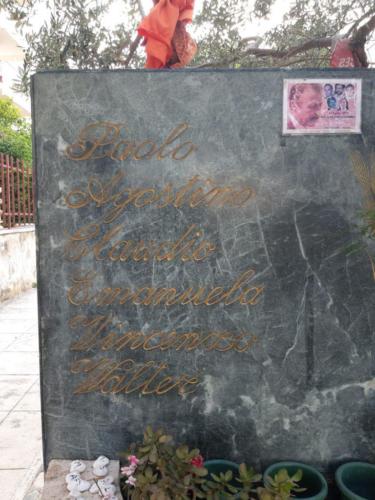 Paolo
Agostino
Claudio
Emanuela
Vincenzo
Walter